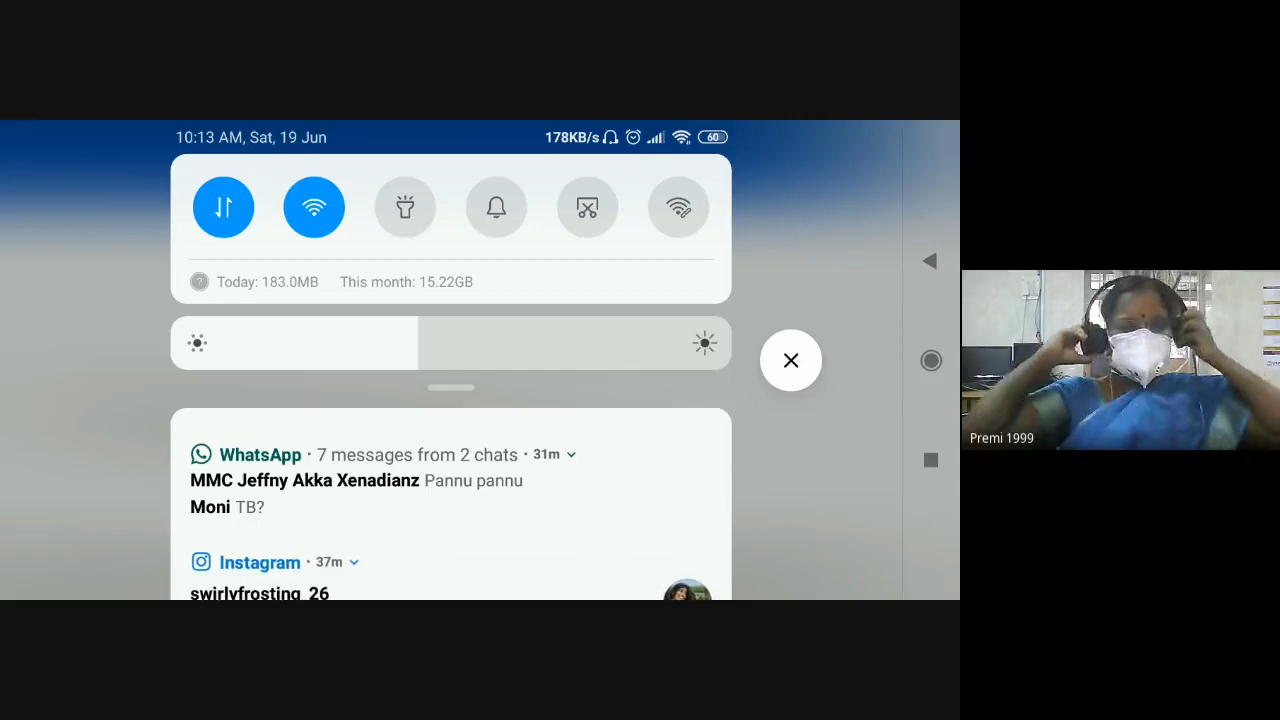 10:13 AM, Sat, 19 Jun 178KB/s 60
Today: 183.0MB This month: 15.22GB
WhatsApp · 7 messages from 2 chats · 31m
MMC Jeffny Akka Xenadianz Pannu pannu
Moni TB?
Instagram · 37m
swirlyfrosting_26
Premi 1999